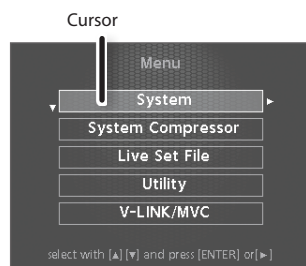 Cursor
Menu
System
System Compressor
Live Set File
Utility
V-LINK/MVC
select with [▲] [▼] and press [ENTER] or[►]